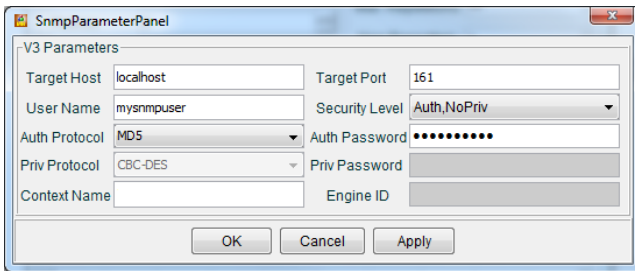 SnmpParameterPanel
V3 Parameters
Target Host localhost Target Port 161
User Name mysnmpuser Security Level Auth,NoPriv
Auth Protocol MD5 Auth Password ●●●●●●●●●●
Priv Protocol CBC-DES Priv Password
Context Name Engine ID
OK Cancel Apply